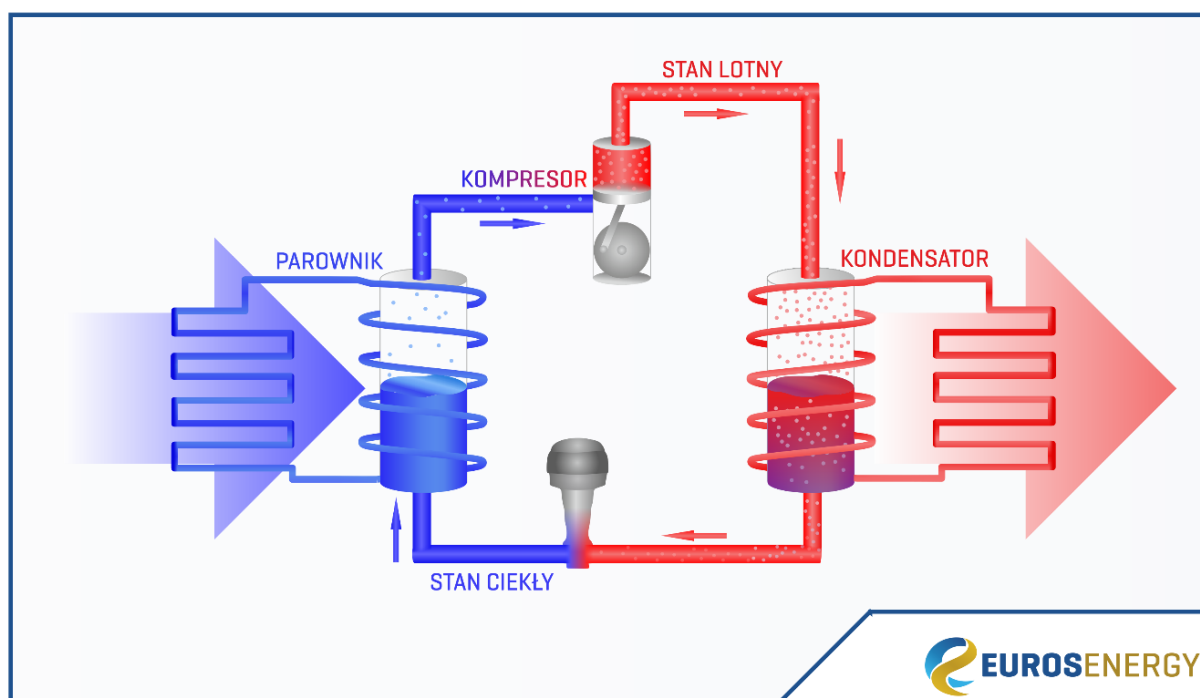 STAN LOTNY
KOMPRESOR
PAROWNIK
KONDENSATOR
STAN CIEKŁY
EUROSENERGY